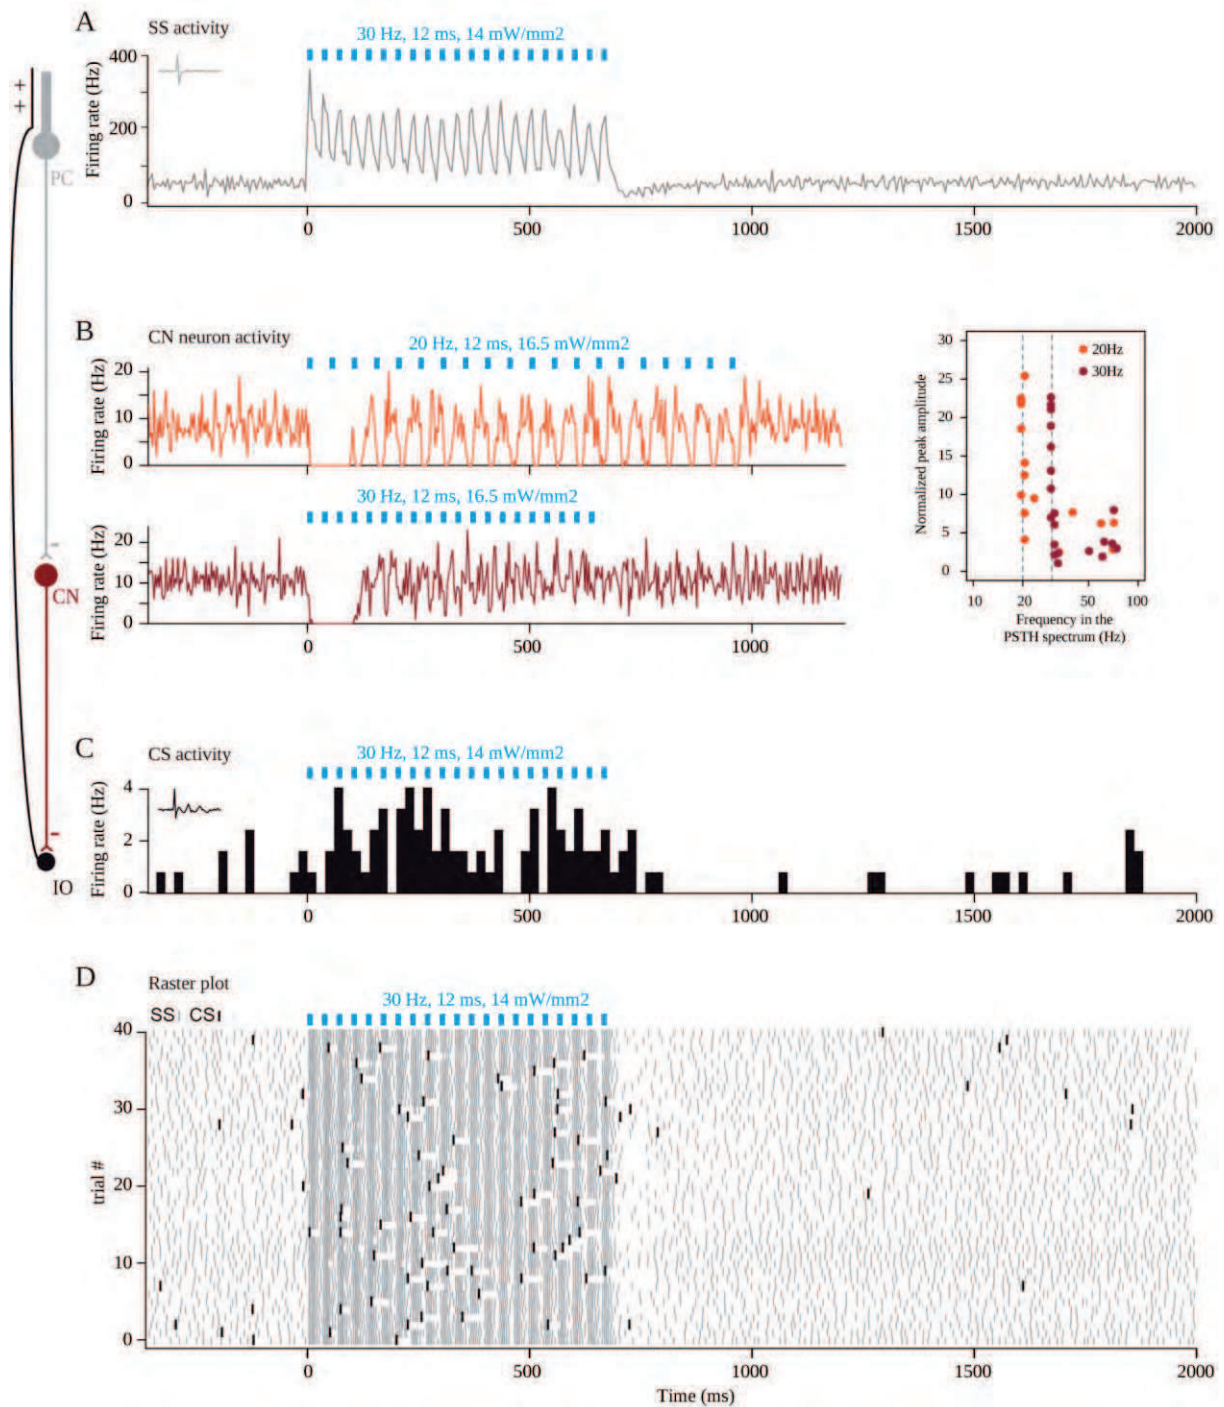 A
SS activity
30 Hz, 12 ms, 14 mW/mm2
Firing rate (Hz)
400
200
0
0 500 1000 1500 2000
+ +
PC
-
CN
-
IO
B
CN neuron activity
20 Hz, 12 ms, 16.5 mW/mm2
Firing rate (Hz)
20
10
0
30 Hz, 12 ms, 16.5 mW/mm2
Firing rate (Hz)
20
10
0
0 500 1000
Normalized peak amplitude
30
25
20
15
10
5
0
20Hz
30Hz
10 20 50 100
Frequency in the
PSTH spectrum (Hz)
C
CS activity
30 Hz, 12 ms, 14 mW/mm2
Firing rate (Hz)
4
2
0
0 500 1000 1500 2000
D
Raster plot
SS CS
30 Hz, 12 ms, 14 mW/mm2
trial #
40
30
20
10
0
0 500 1000 1500 2000
Time (ms)